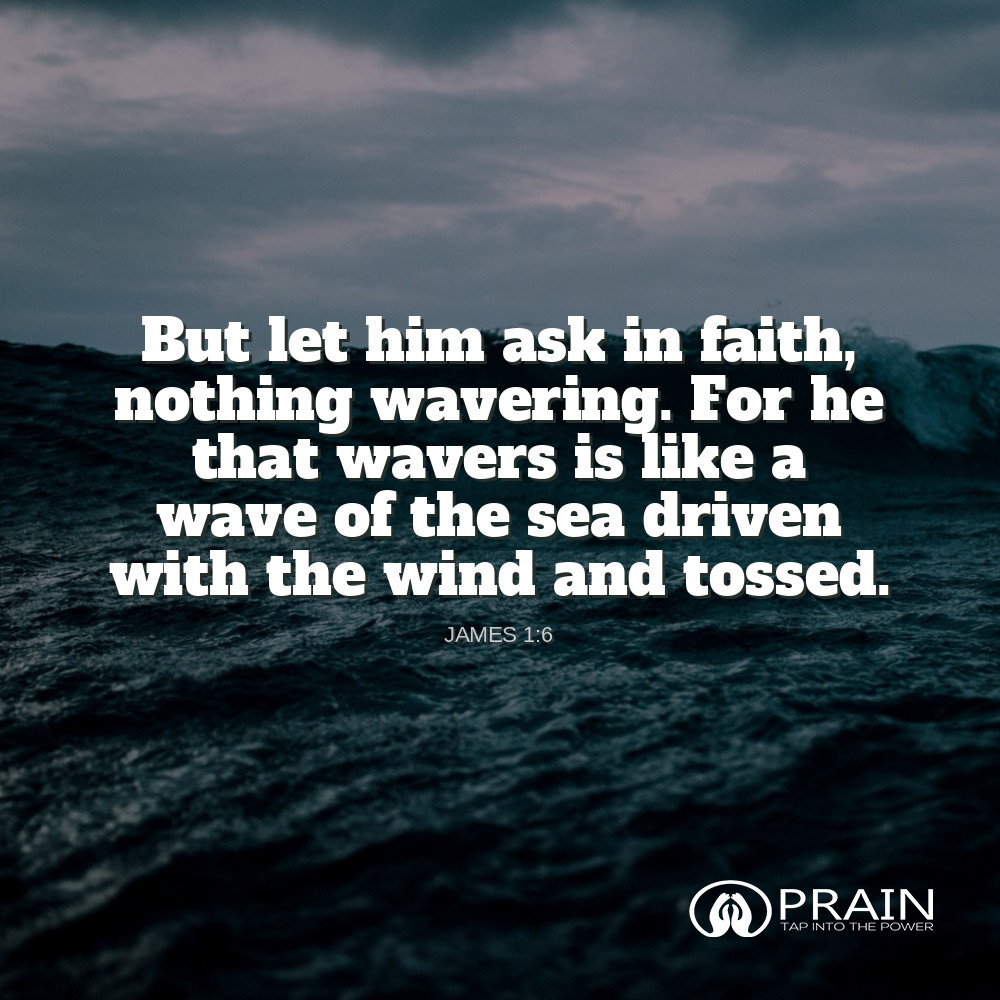 But let him ask in faith,
nothing wavering. For he
that wavers is like a
wave of the sea driven
with the wind and tossed.
JAMES 1:6
PRAIN
TAP INTO THE POWER